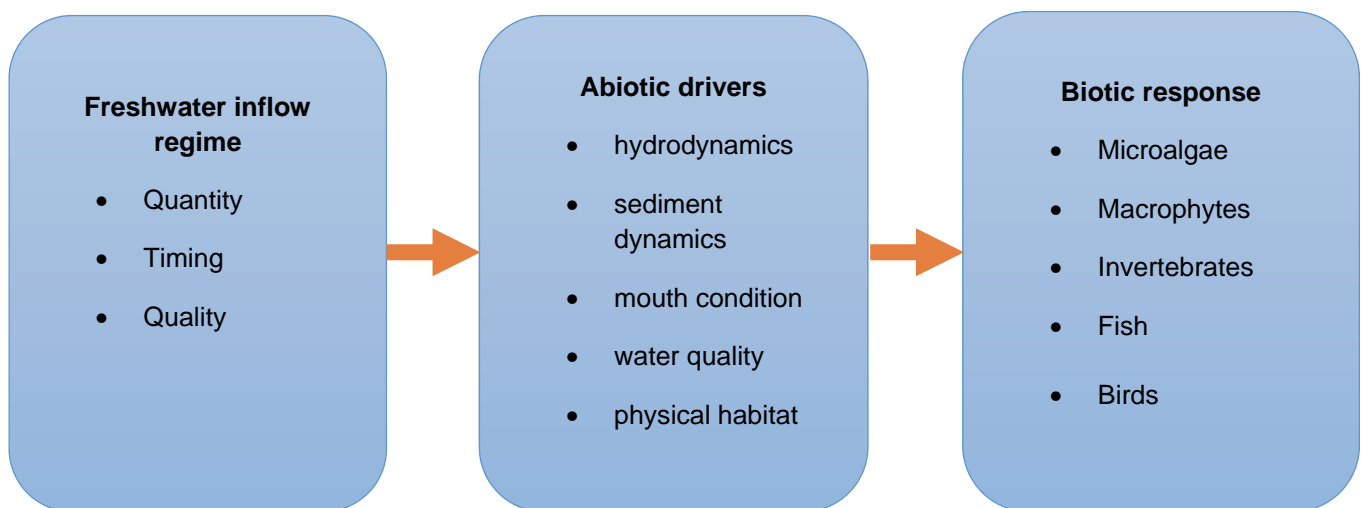 Freshwater inflow
regime
• Quantity
• Timing
• Quality
Abiotic drivers
• hydrodynamics
• sediment
dynamics
• mouth condition
• water quality
• physical habitat
Biotic response
• Microalgae
• Macrophytes
• Invertebrates
• Fish
• Birds